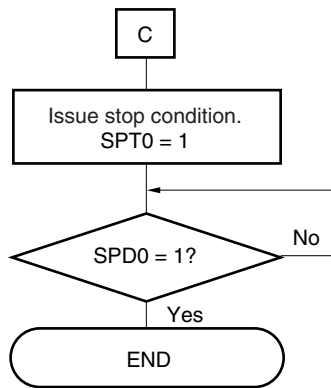 C
Issue stop condition.
SPT0 = 1
SPD0 = 1?
No
Yes
END